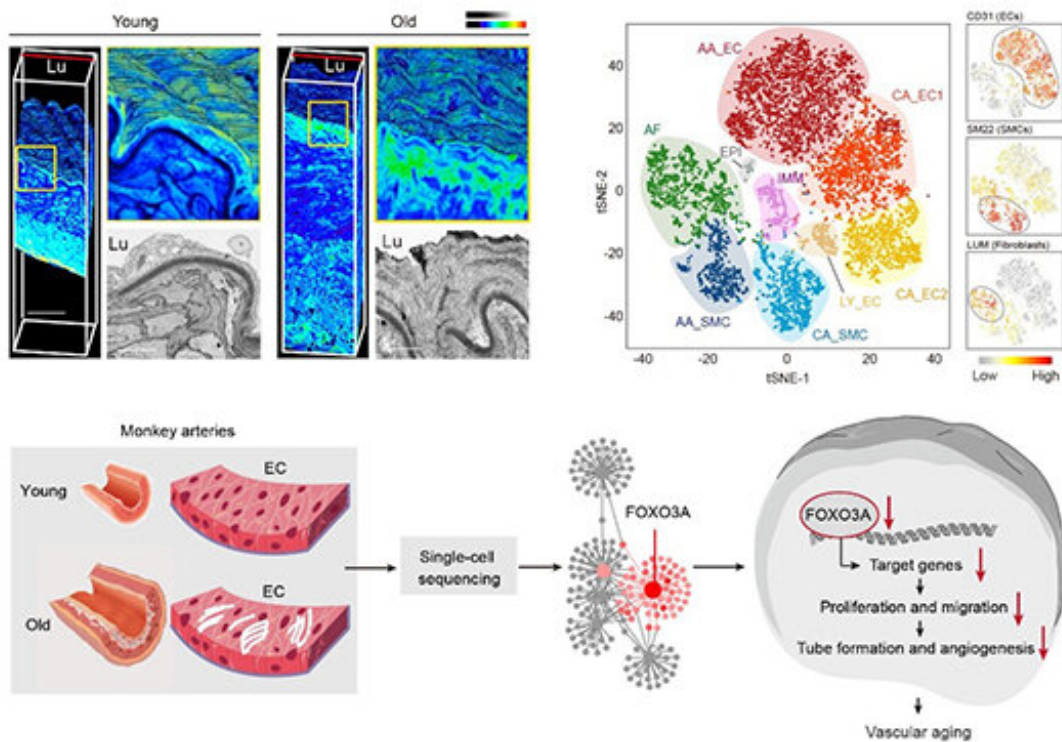 Young
Old
Lu
Lu
Lu
Lu
AA_EC
CA_EC1
AF
EPI
IMM
LY_EC
CA_EC2
AA_SMC
CA_SMC
tSNE-2
40
20
0
-20
-40
-40
-20
0
20
40
tSNE-1
CD31 (ECs)
SM22 (SMCs)
LUM (Fibroblasts)
Low
High
Monkey arteries
Young
EC
Old
EC
Single-cell
sequencing
FOXO3A
FOXO3A
Target genes
Proliferation and migration
Tube formation and angiogenesis
Vascular aging